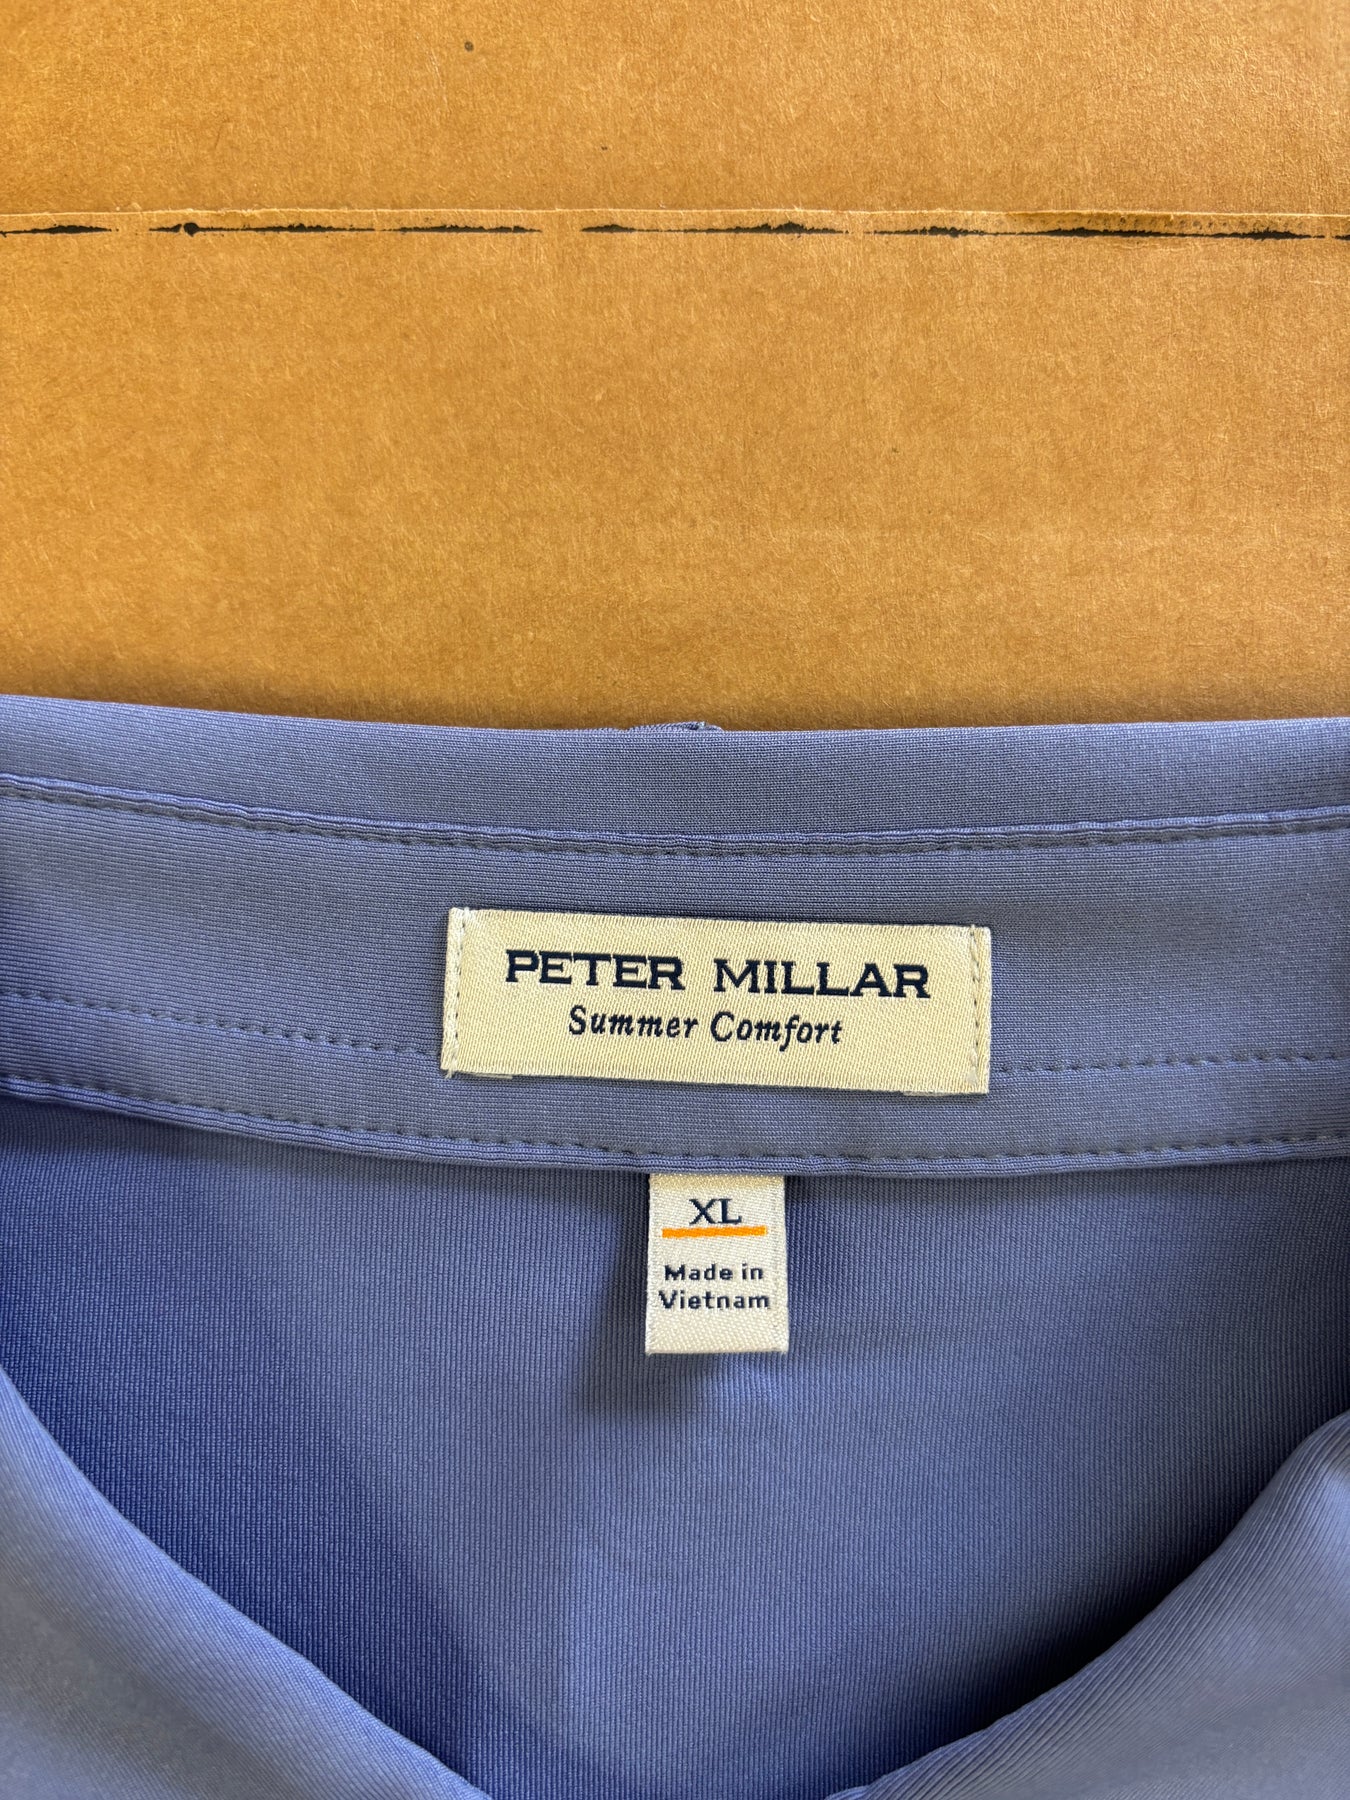 PETER MILLAR
Summer Comfort
XL
Made in
Vietnam